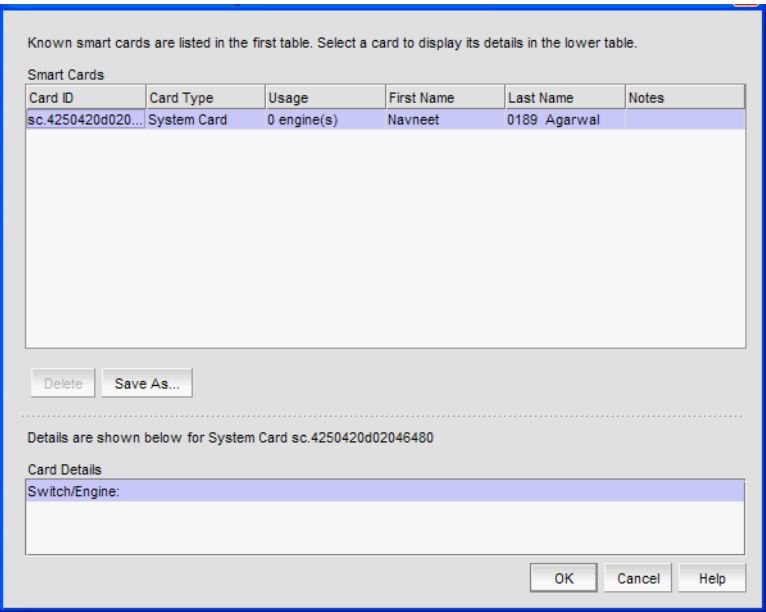 Known smart cards are listed in the first table. Select a card to display its details in the lower table.
Smart Cards
Card ID Card Type Usage First Name Last Name Notes
sc.4250420d020... System Card 0 engine(s) Navneet 0189 Agarwal
Delete Save As...
Details are shown below for System Card sc.4250420d02046480
Card Details
Switch/Engine:
OK Cancel Help